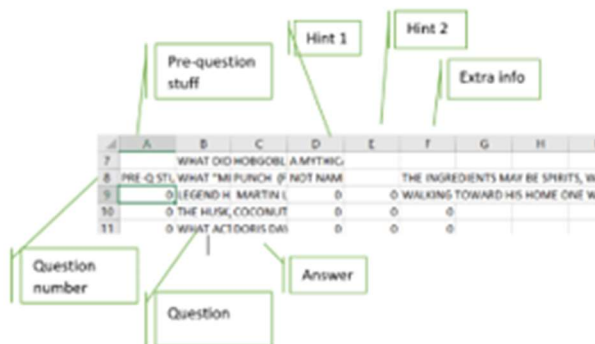 Hint 1
Hint 2
Pre-question
stuff
Extra info
A B C D E F G H
7 WHAT DID HOBGOBL A MYTHIC
8 PRE-Q STU WHAT "MI PUNCH (F NOT NAM THE INGREDIENTS MAY BE SPIRITS, W
9 0 LEGEND H MARTIN L 0 0 WALKING TOWARD HIS HOME ONE W
10 0 THE HUSK, COCONUT 0 0 0
11 0 WHAT ACT DORIS DAY 0 0 0
Question
number
Answer
Question